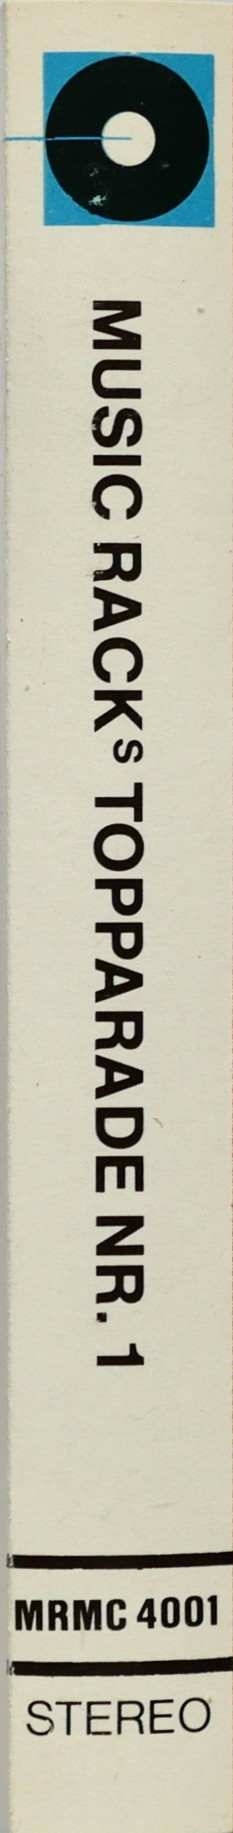 MUSIC RACKS TOPPARADE NR. 1
MRMC 4001
STEREO